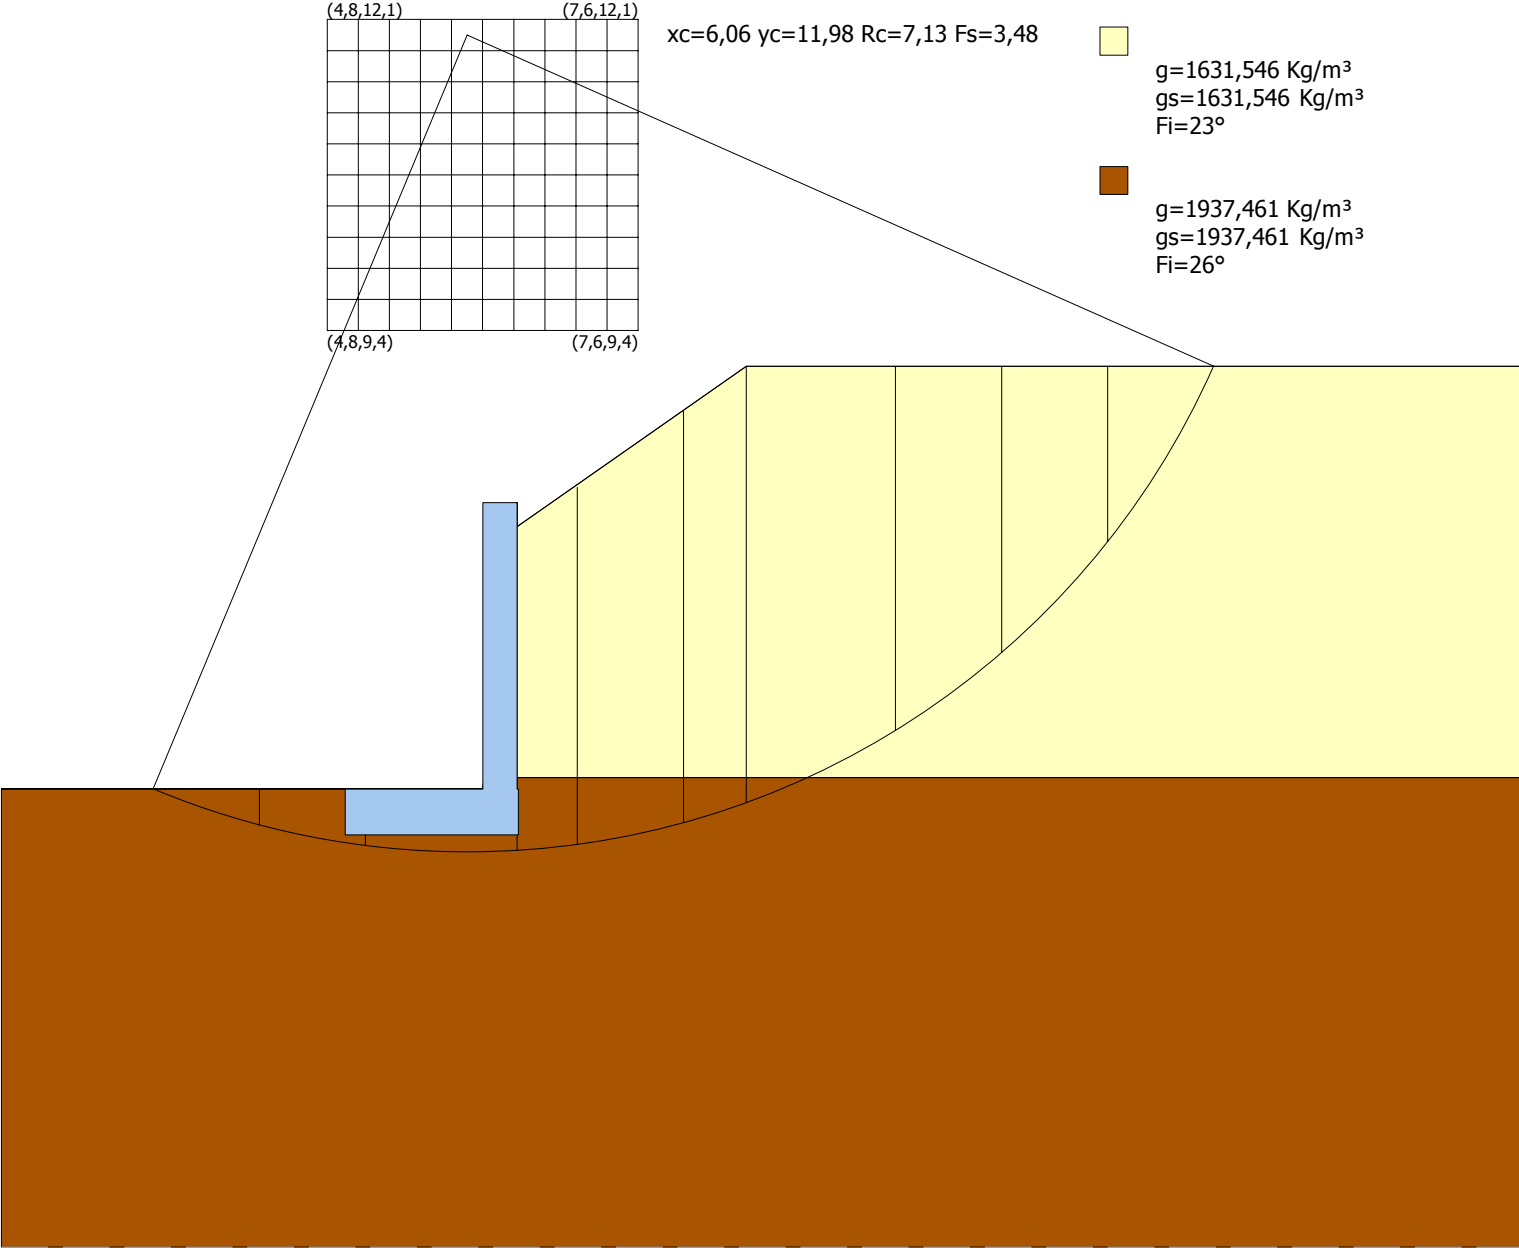 (4,8,12,1) (7,6,12,1)
xc=6,06 yc=11,98 Rc=7,13 Fs=3,48
g=1631,546 Kg/m³
gs=1631,546 Kg/m³
Fi=23°
g=1937,461 Kg/m³
gs=1937,461 Kg/m³
Fi=26°
(4,8,9,4) (7,6,9,4)